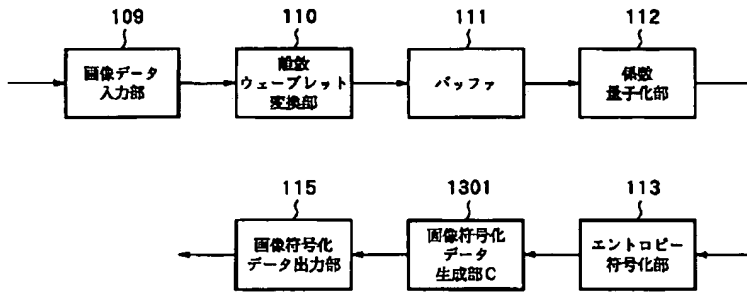 109
110
111
112
画像データ
入力部
離散
ウェーブレット
変換部
バッファ
係数
量子化部
115
1301
113
画像符号化
データ出力部
画像符号化
データ
生成部C
エントロピー
符号化部